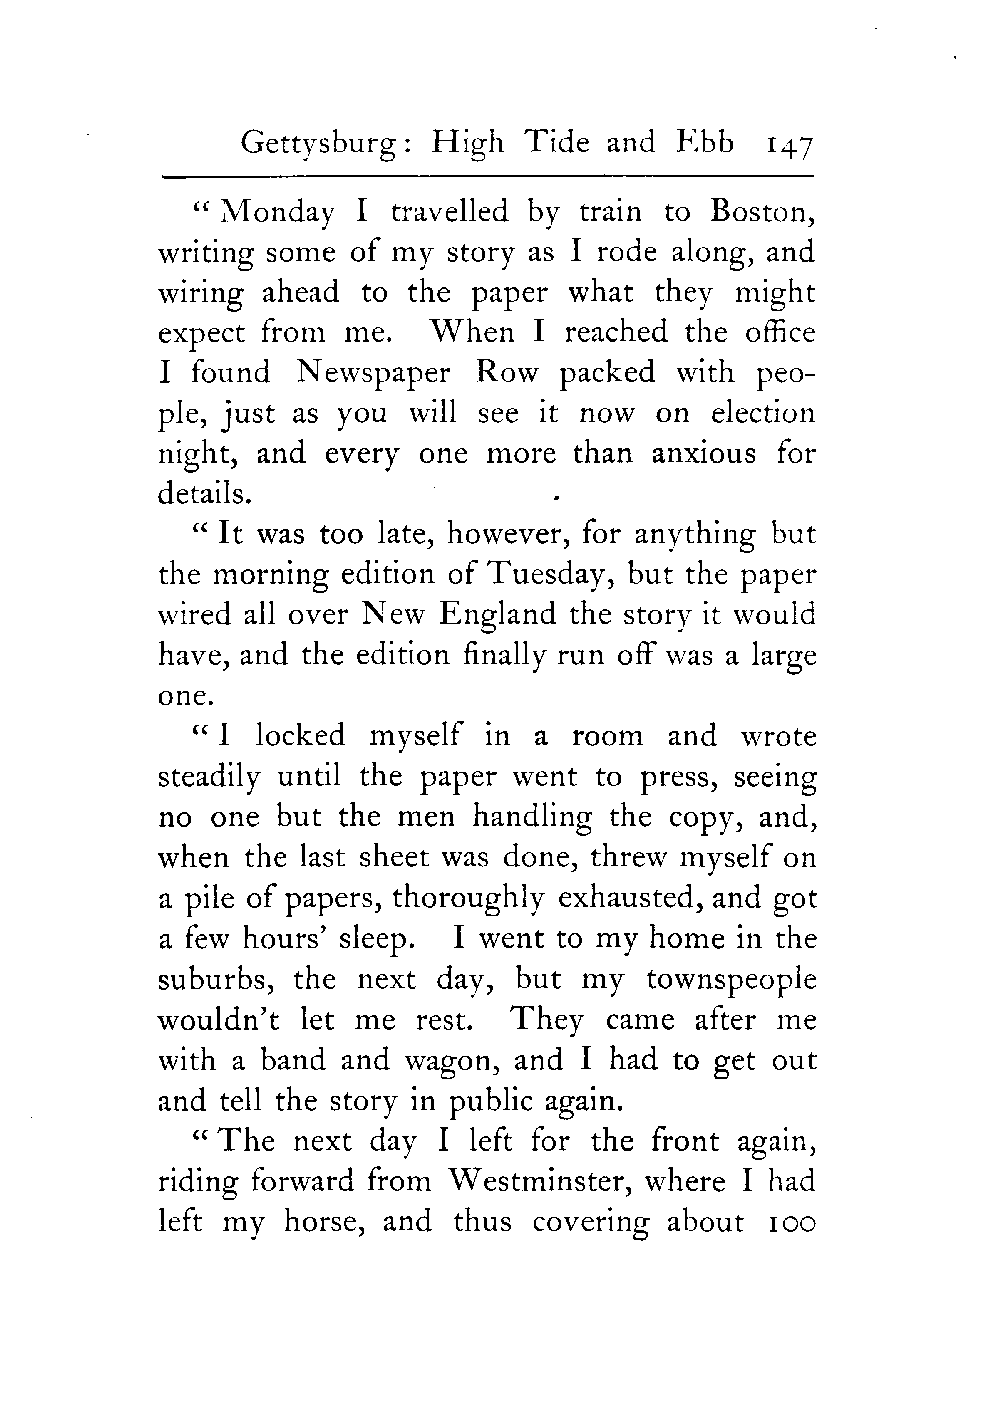 Gettysburg: High Tide and Ebb 147
“ Monday I travelled by train to Boston,
writing some of my story as I rode along, and
wiring ahead to the paper what they might
expect from me. When I reached the office
I found Newspaper Row packed with peo-
ple, just as you will see it now on election
night, and every one more than anxious for
details.
“ It was too late, however, for anything but
the morning edition of Tuesday, but the paper
wired all over New England the story it would
have, and the edition finally run off was a large
one.
“ I locked myself in a room and wrote
steadily until the paper went to press, seeing
no one but the men handling the copy, and,
when the last sheet was done, threw myself on
a pile of papers, thoroughly exhausted, and got
a few hours’ sleep. I went to my home in the
suburbs, the next day, but my townspeople
wouldn’t let me rest. They came after me
with a band and wagon, and I had to get out
and tell the story in public again.
“ The next day I left for the front again,
riding forward from Westminster, where I had
left my horse, and thus covering about 100